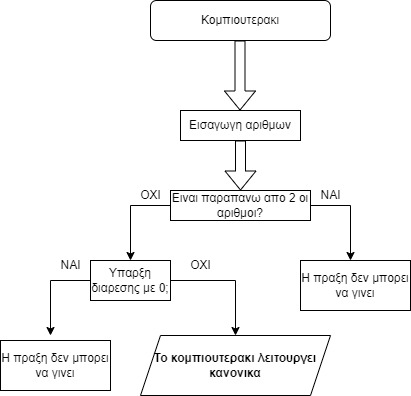 Κομπιουτερακι
Εισαγωγη αριθμων
ΟΧΙ
Ειναι παραπανω απο 2 οι
αριθμοι?
ΝΑΙ
ΝΑΙ
Υπαρξη
διαρεσης με 0;
ΟΧΙ
Η πραξη δεν μπορει
να γινει
Η πραξη δεν μπορει
να γινει
Το κομπιουτερακι λειτουργει
κανονικα